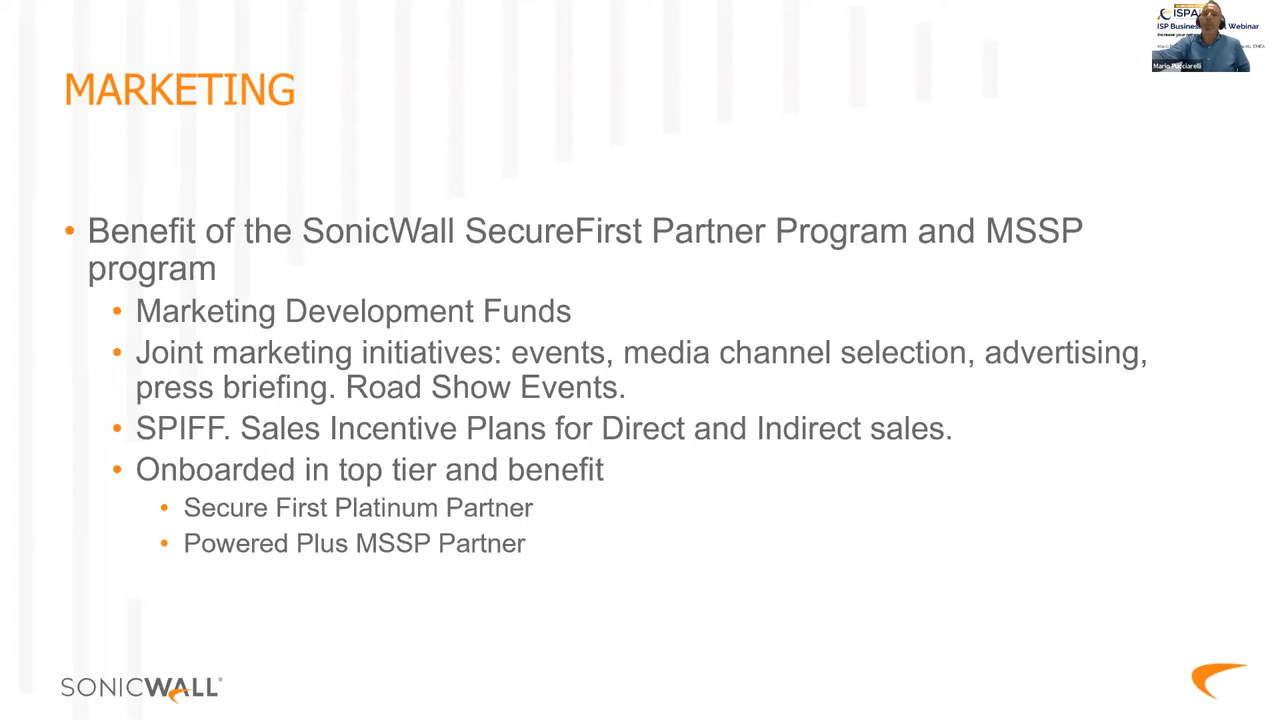 ISPA
ISP Business Webinar
Mario Pucciarelli
MARKETING
• Benefit of the SonicWall SecureFirst Partner Program and MSSP
program
• Marketing Development Funds
• Joint marketing initiatives: events, media channel selection, advertising,
press briefing. Road Show Events.
• SPIFF. Sales Incentive Plans for Direct and Indirect sales.
• Onboarded in top tier and benefit
• Secure First Platinum Partner
• Powered Plus MSSP Partner
SONICWALL®